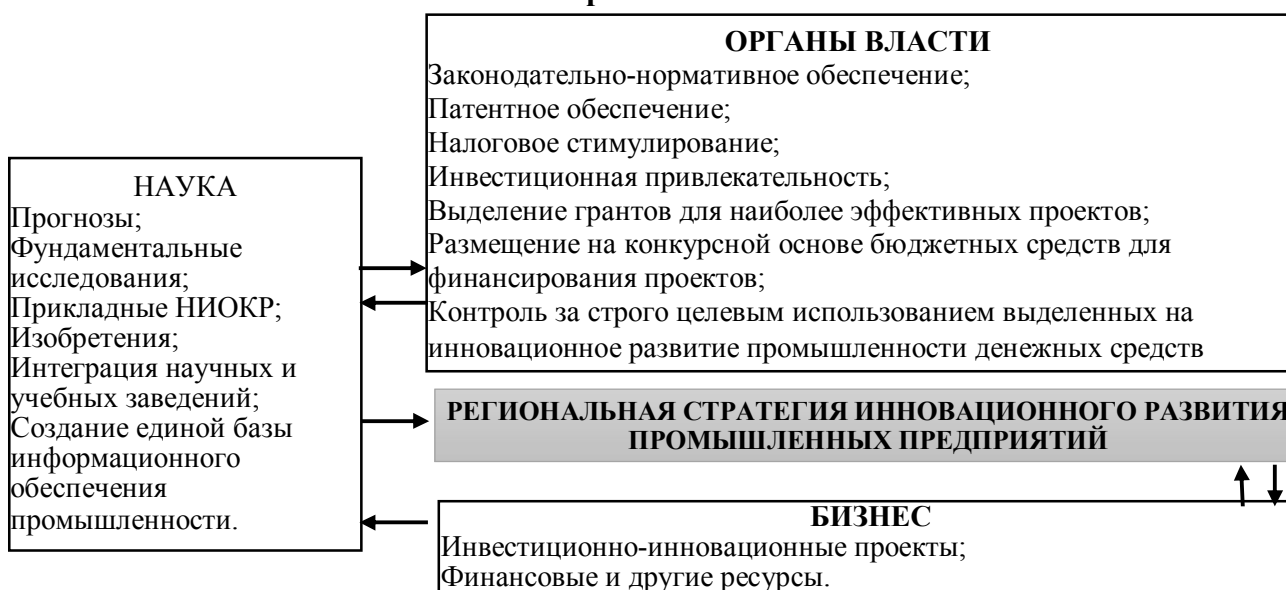 НАУКА
Прогнозы;
Фундаментальные
исследования;
Прикладные НИОКР;
Изобретения;
Интеграция научных и
учебных заведений;
Создание единой базы
информационного
обеспечения
промышленности.
ОРГАНЫ ВЛАСТИ
Законодательно-нормативное обеспечение;
Патентное обеспечение;
Налоговое стимулирование;
Инвестиционная привлекательность;
Выделение грантов для наиболее эффективных проектов;
Размещение на конкурсной основе бюджетных средств для
финансирования проектов;
Контроль за строго целевым использованием выделенных на
инновационное развитие промышленности денежных средств
РЕГИОНАЛЬНАЯ СТРАТЕГИЯ ИННОВАЦИОННОГО РАЗВИТИЯ
ПРОМЫШЛЕННЫХ ПРЕДПРИЯТИЙ
БИЗНЕС
Инвестиционно-инновационные проекты;
Финансовые и другие ресурсы.